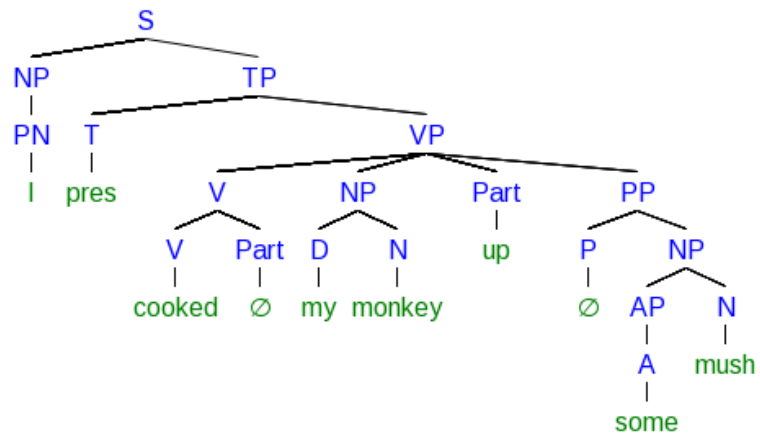 S
NP TP
PN T VP
I pres V NP Part PP
V Part D N up P NP
cooked ∅ my monkey ∅ AP N
A mush
some